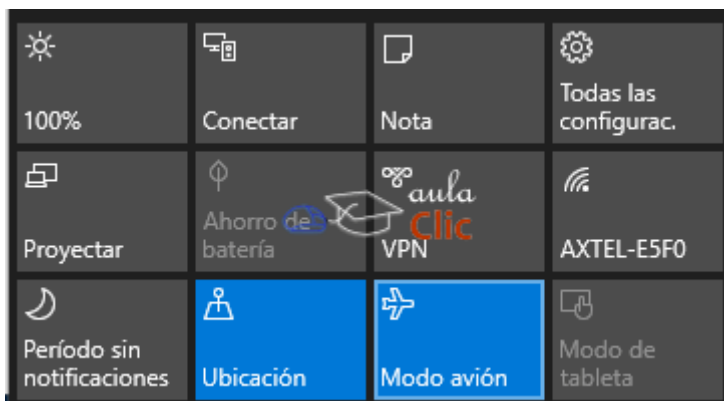 100%
Conectar
Nota
Todas las
configurac.
Proyectar
Ahorro de
batería
VPN
AXTEL-E5F0
aula
Clic
Período sin
notificaciones
Ubicación
Modo avión
Modo de
tableta